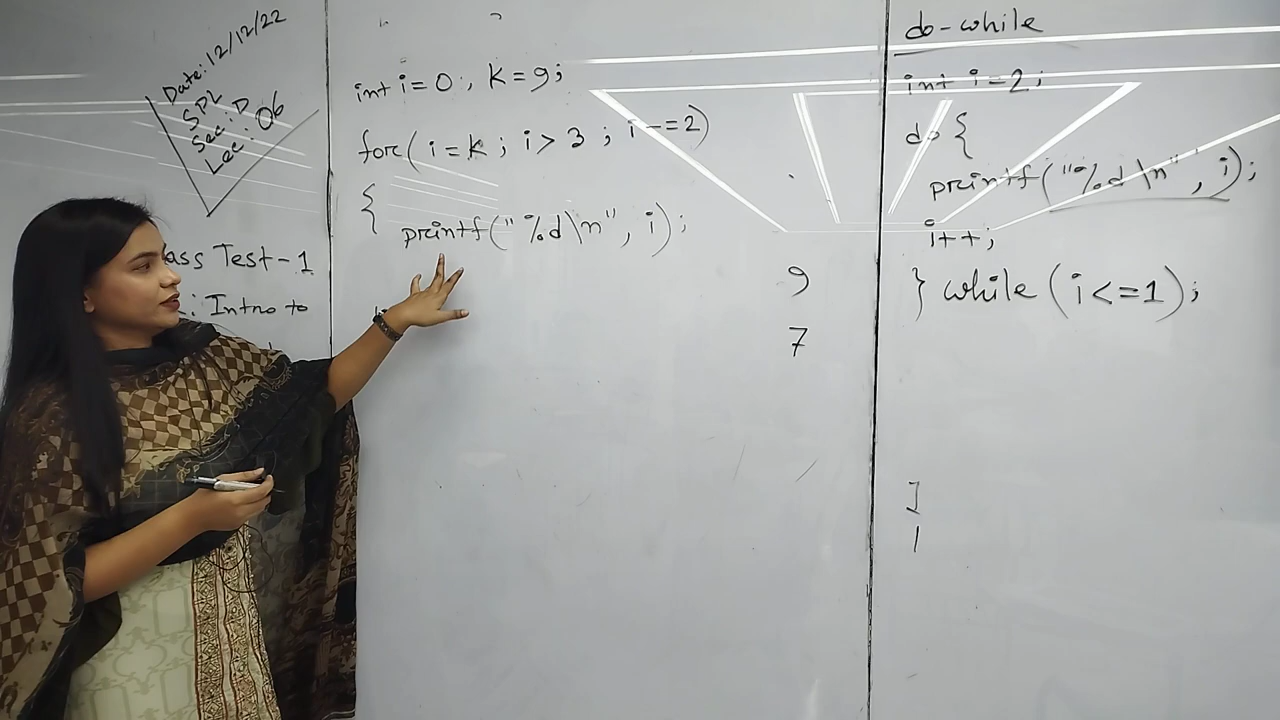 Date: 12/12/22
SPL
Sec: D
Lec: 06
ass Test-1
: Intro to
int i=0, k=9;
for(i=k; i>3; i-=2)
{
printf("%d\n", i);
9
7
do-while
int i=2;
do {
printf("%d\n", i);
i++;
} while (i<=1);